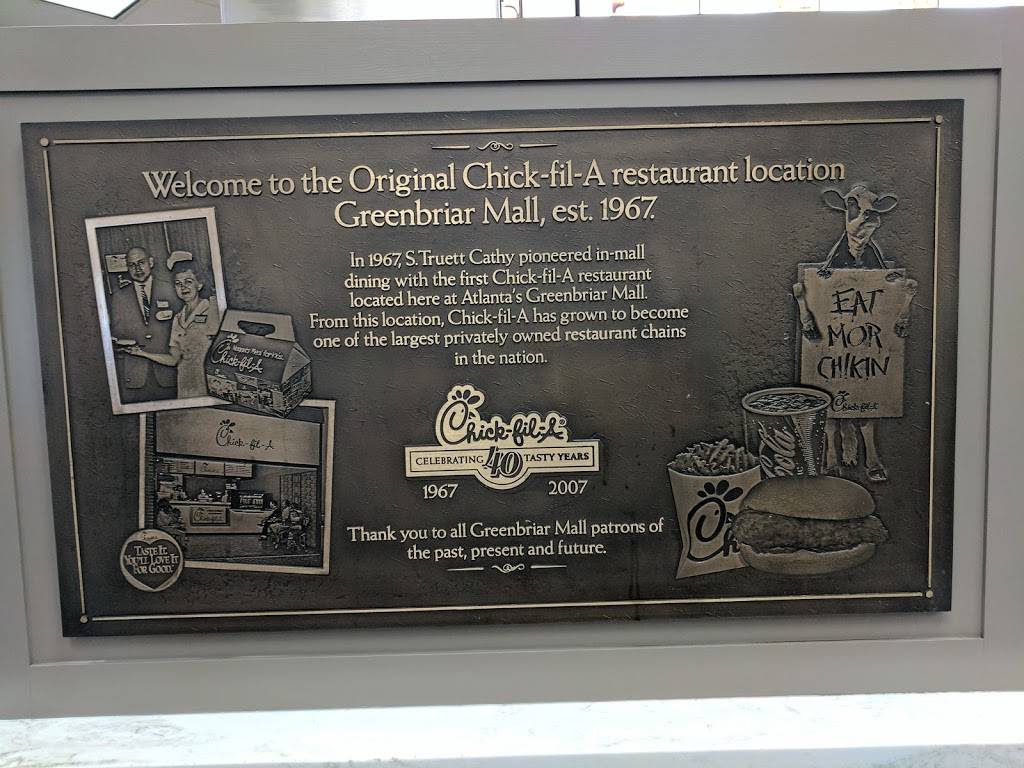 Welcome to the Original Chick-fil-A restaurant location
Greenbriar Mall, est. 1967.
In 1967, S. Truett Cathy pioneered in-mall
dining with the first Chick-fil-A restaurant
located here at Atlanta's Greenbriar Mall.
From this location, Chick-fil-A has grown to become
one of the largest privately owned restaurant chains
in the nation.
Chick-fil-A
CELEBRATING 40 TASTY YEARS
1967 2007
Thank you to all Greenbriar Mall patrons of
the past, present and future.
Chick-fil-A
Chick-fil-A
TASTE IT.
YOU'LL LOVE IT
FOR GOOD.
EAT
MOR
CHIKIN
Chick-fil-A
Ch